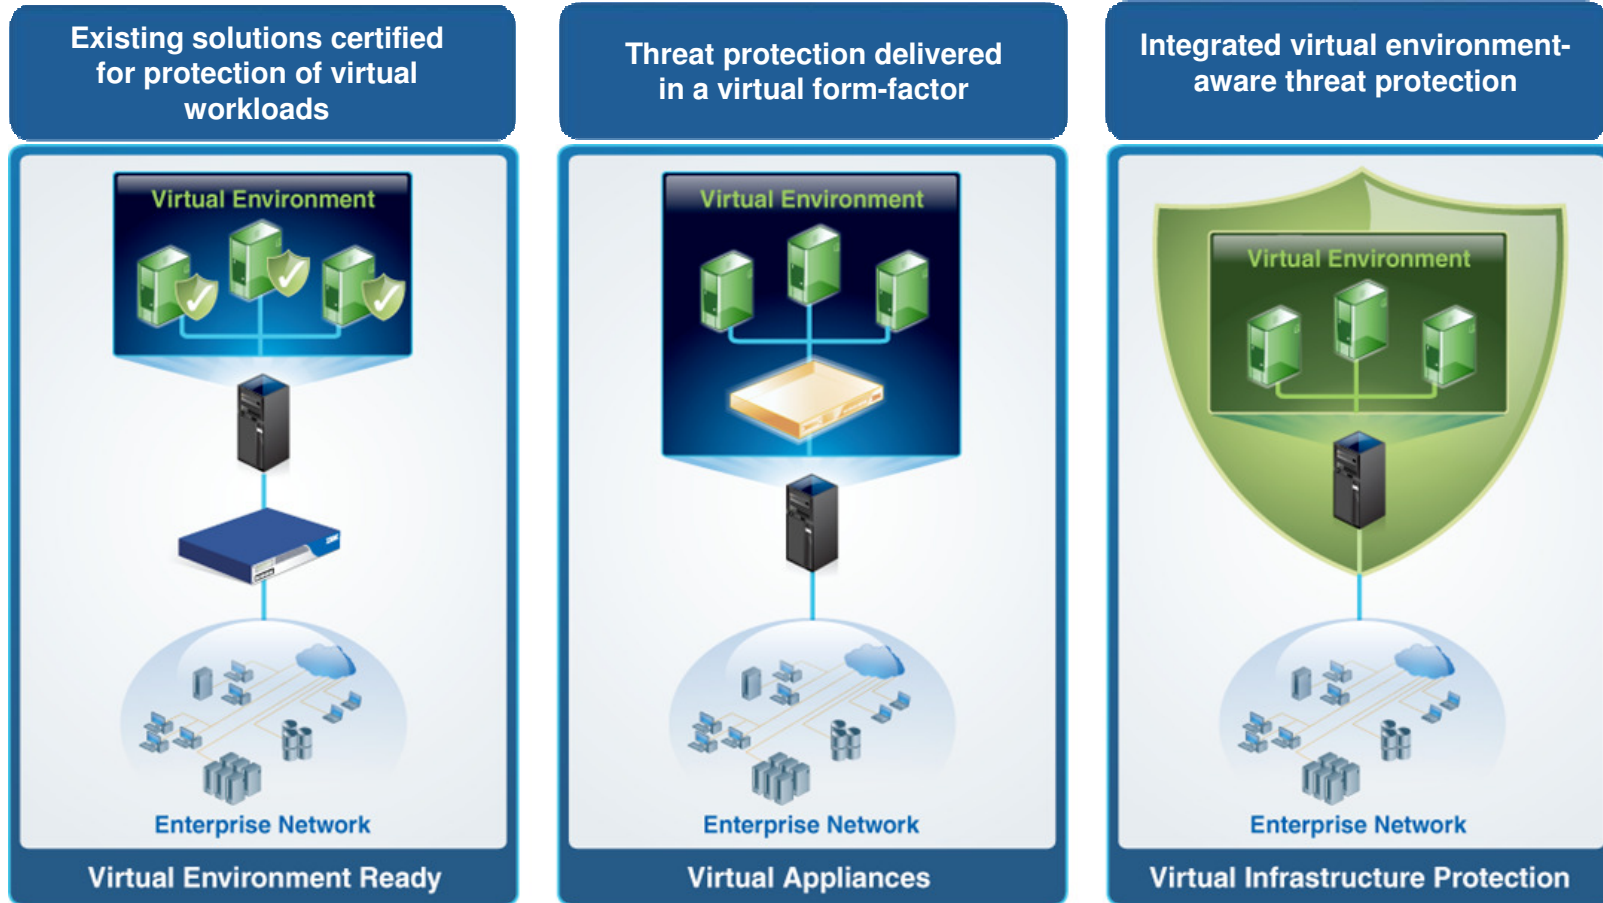 Existing solutions certified
for protection of virtual
workloads
Virtual Environment
Enterprise Network
Virtual Environment Ready
Threat protection delivered
in a virtual form-factor
Virtual Environment
Enterprise Network
Virtual Appliances
Integrated virtual environment-
aware threat protection
Virtual Environment
Enterprise Network
Virtual Infrastructure Protection